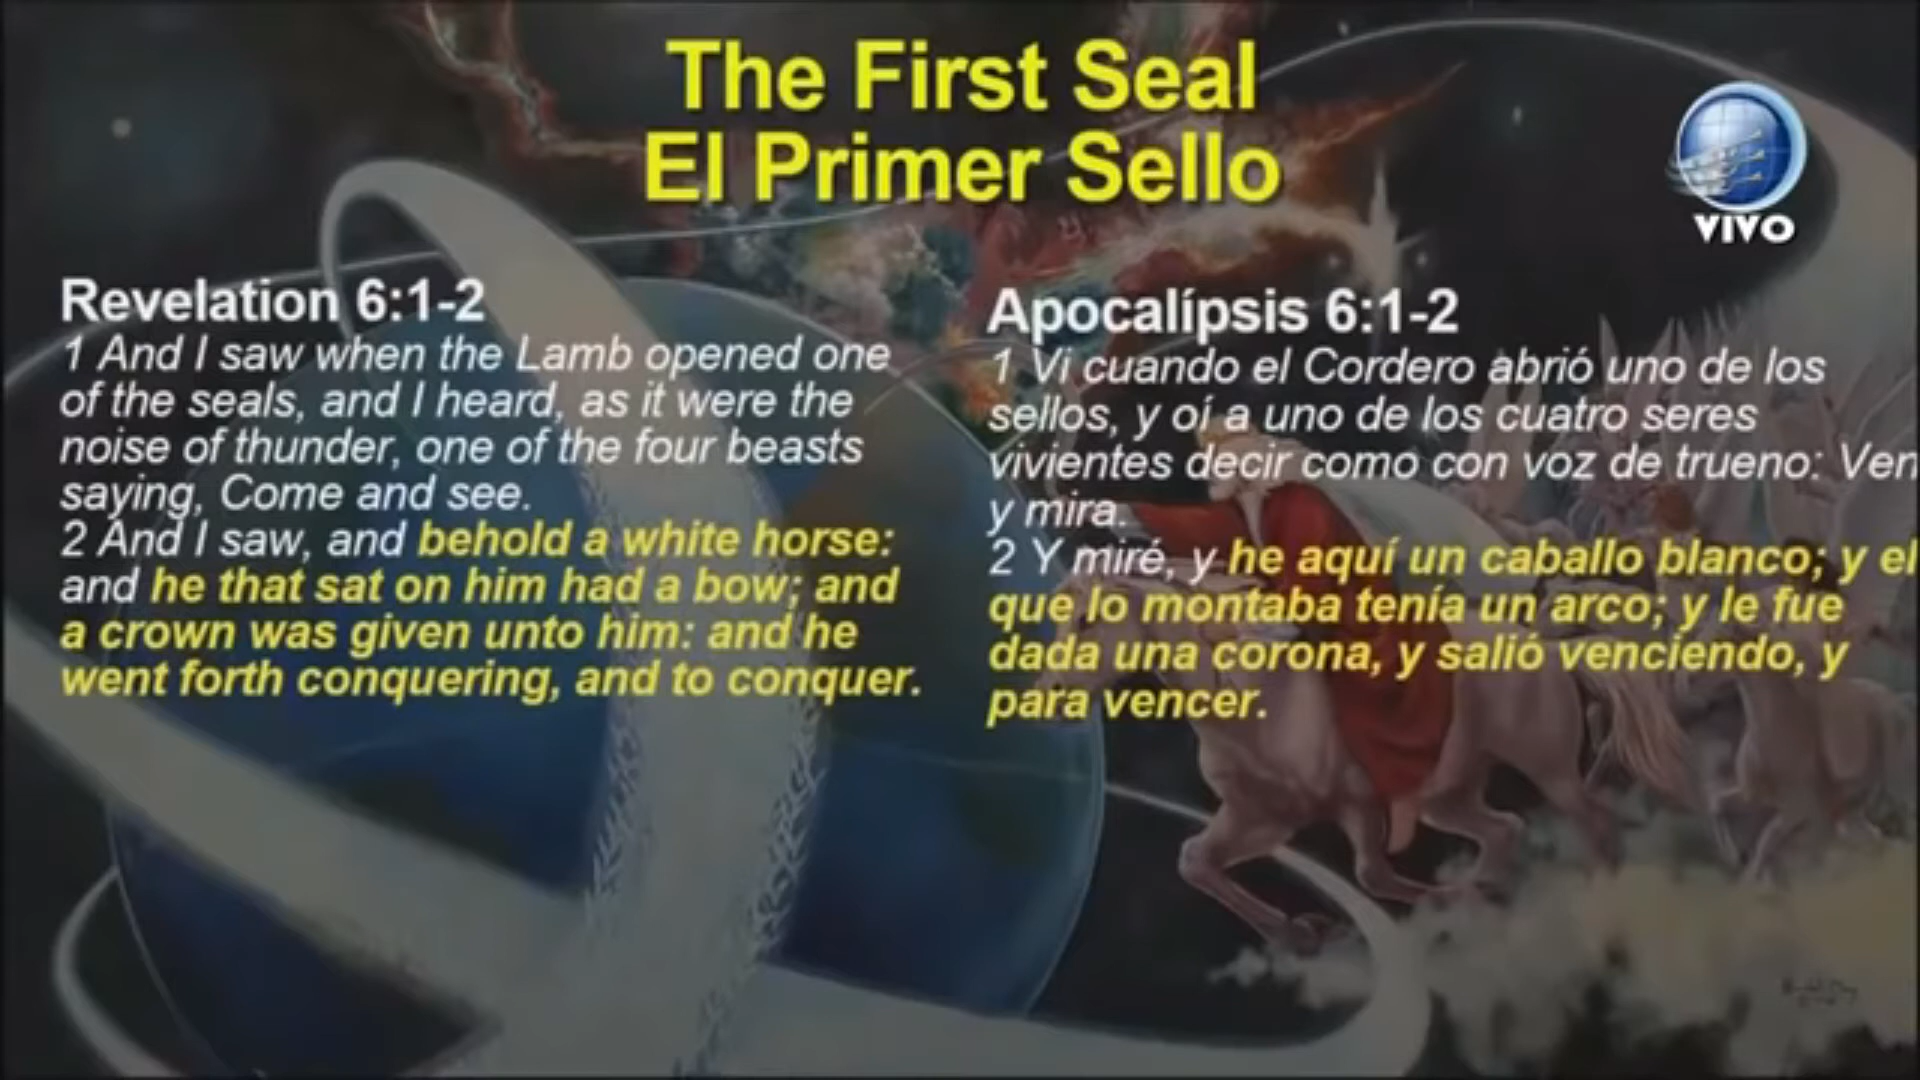 The First Seal
El Primer Sello
VIVO
Revelation 6:1-2
1 And I saw when the Lamb opened one
of the seals, and I heard, as it were the
noise of thunder, one of the four beasts
saying, Come and see.
2 And I saw, and behold a white horse:
and he that sat on him had a bow; and
a crown was given unto him: and he
went forth conquering, and to conquer.
Apocalípsis 6:1-2
1 Vi cuando el Cordero abrió uno de los
sellos, y oí a uno de los cuatro seres
vivientes decir como con voz de trueno: Ven
y mira.
2 Y miré, y he aquí un caballo blanco; y el
que lo montaba tenía un arco; y le fue
dada una corona, y salió venciendo, y
para vencer.